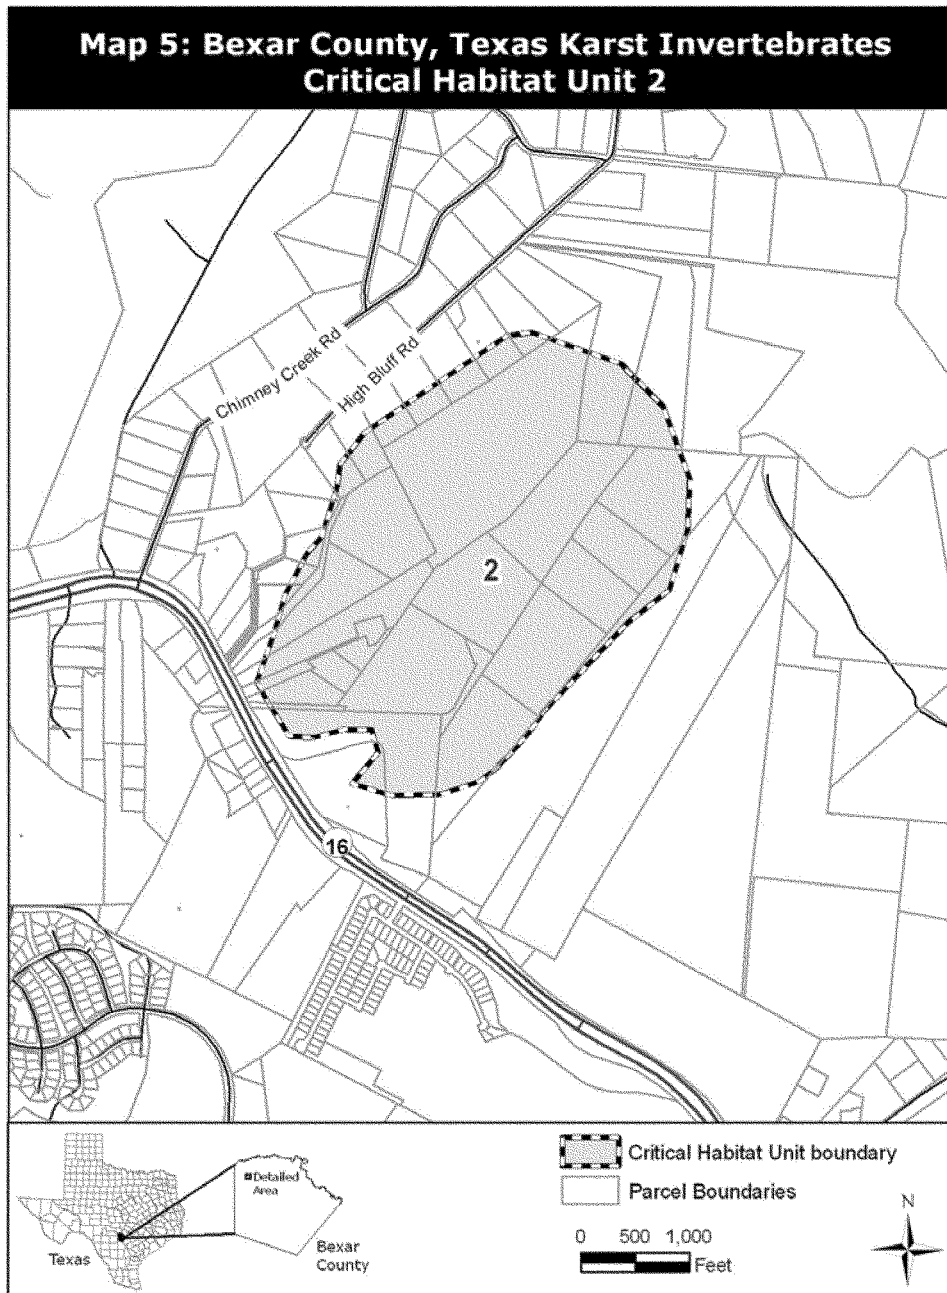 Map 5: Bexar County, Texas Karst Invertebrates
Critical Habitat Unit 2
Chimney Creek Rd
High Bluff Rd
2
16
Detailed
Area
Texas
Bexar
County
Critical Habitat Unit boundary
Parcel Boundaries
0 500 1,000
Feet
N